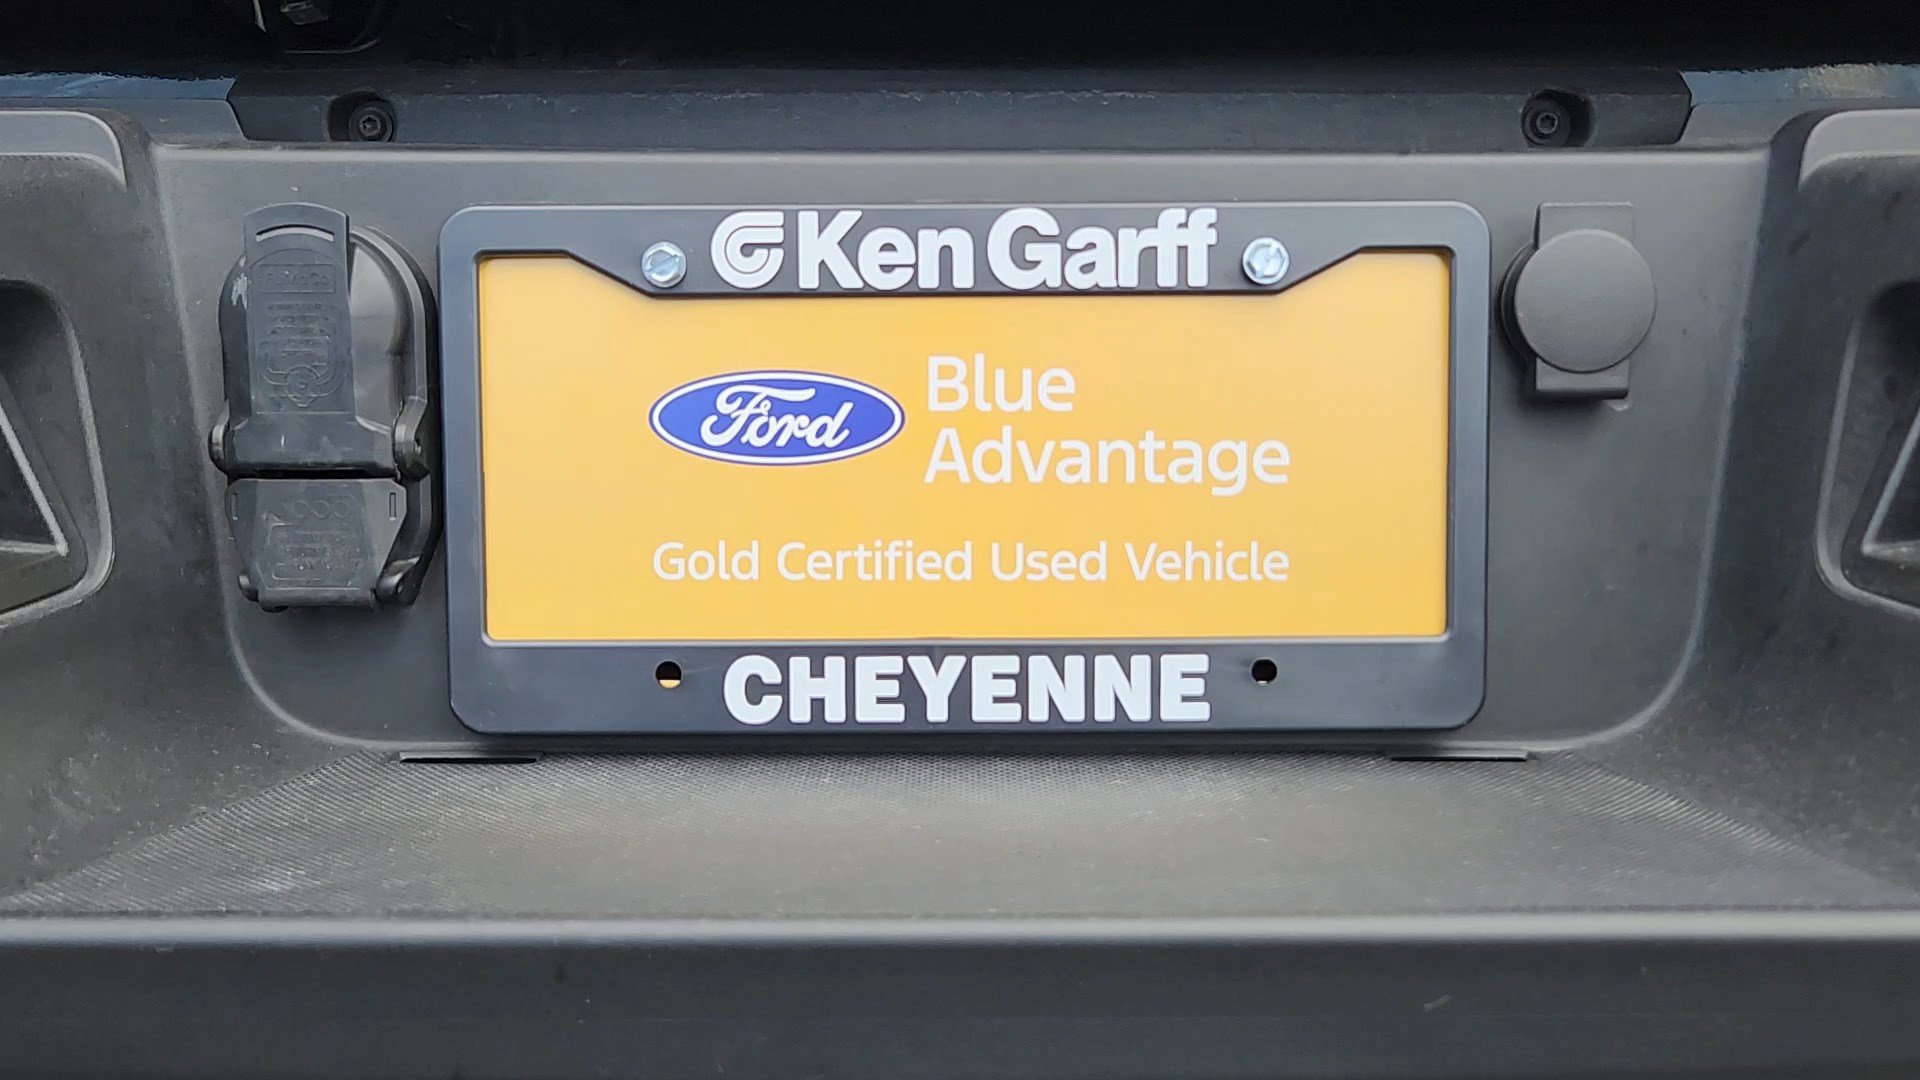 Ken Garff
Ford
Blue
Advantage
Gold Certified Used Vehicle
CHEYENNE